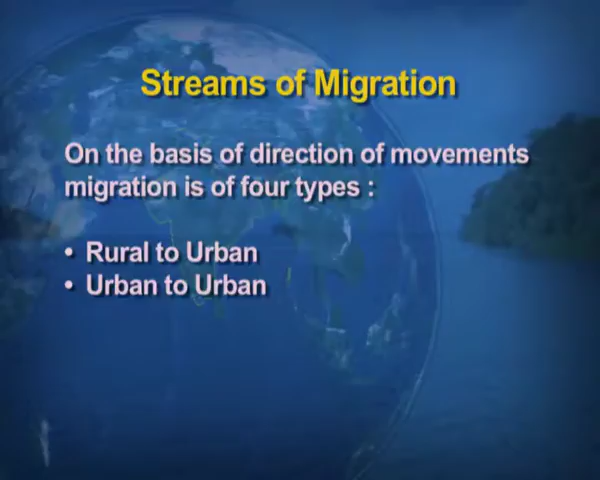 Streams of Migration
On the basis of direction of movements
migration is of four types :
• Rural to Urban
• Urban to Urban